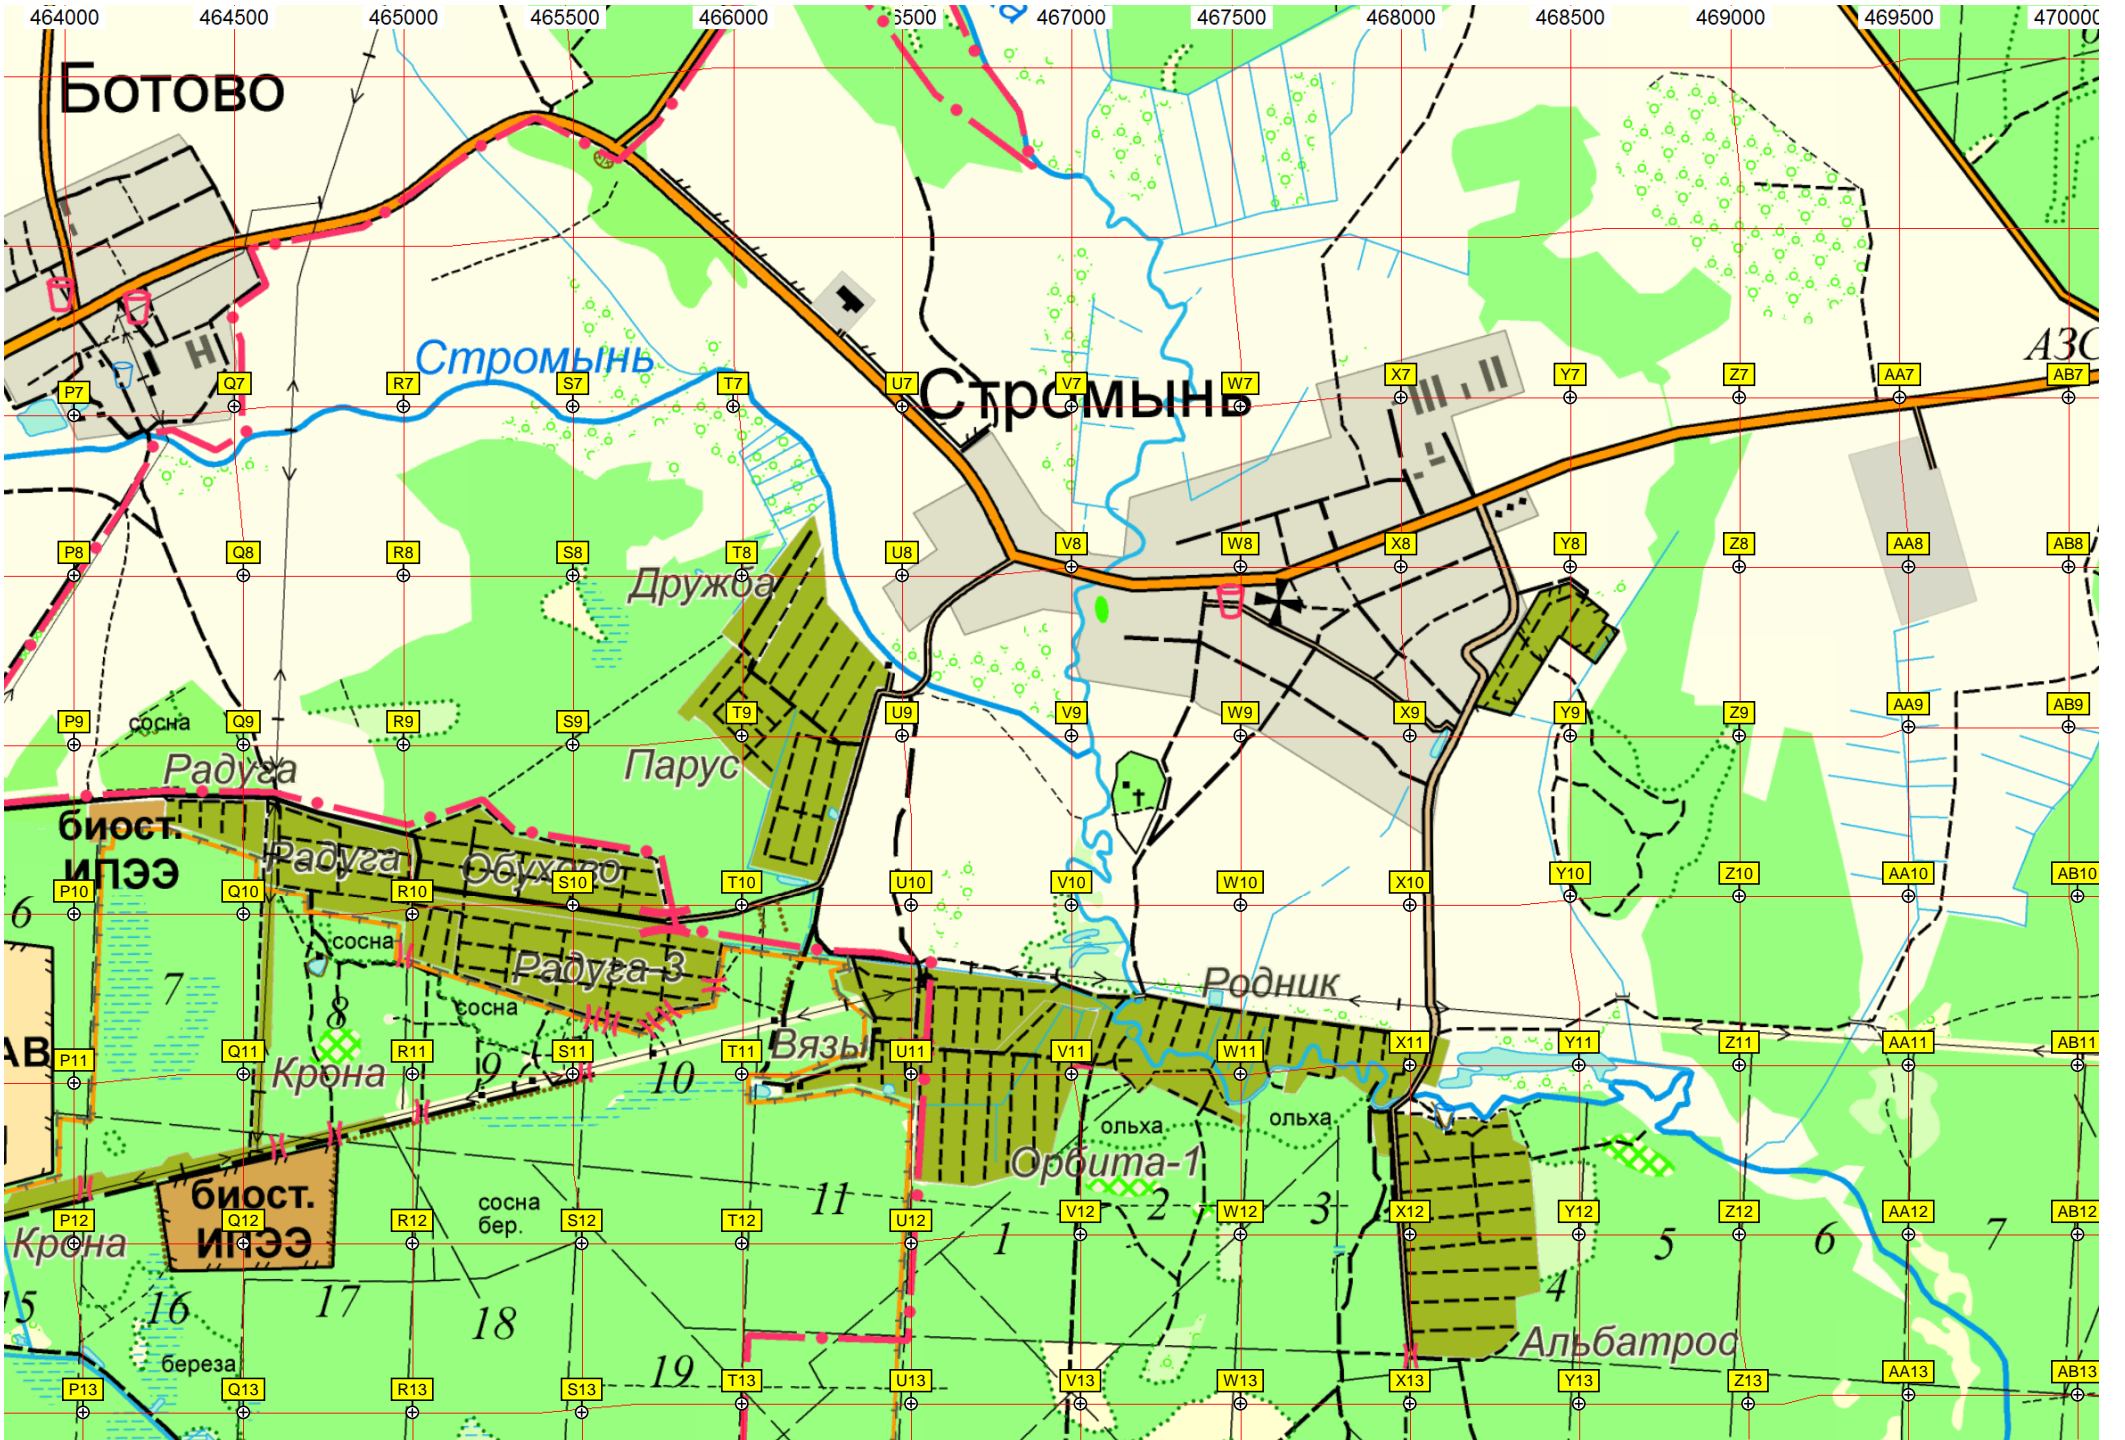 464000 464500 465000 465500 466000 5500 467000 467500 468000 468500 469000 469500 470000
Ботово
АЗС
Стромынь
Стромынь
P7 Q7 R7 S7 T7 U7 V7 W7 X7 Y7 Z7 AA7 AB7
P8 Q8 R8 S8 T8 U8 V8 W8 X8 Y8 Z8 AA8 AB8
Дружба
P9 Q9 R9 S9 T9 U9 V9 W9 X9 Y9 Z9 AA9 AB9
сосна
Радуга
Парус
биост.
ИПЭЭ
Радуга
Обухово
P10 Q10 R10 S10 T10 U10 V10 W10 X10 Y10 Z10 AA10 AB10
6
сосна
Радуга-3
7
8
сосна
Родник
АВ
Вязы
P11 Q11 R11 S11 T11 U11 V11 W11 X11 Y11 Z11 AA11 AB11
Крона
9
10
ольха
ольха
Орбита-1
биост.
ИПЭЭ
сосна
бер.
11
1
2
3
P12 Q12 R12 S12 T12 U12 V12 W12 X12 Y12 Z12 AA12 AB12
Крона
5
6
7
15
16
17
18
4
береза
19
Альбатрос
P13 Q13 R13 S13 T13 U13 V13 W13 X13 Y13 Z13 AA13 AB13